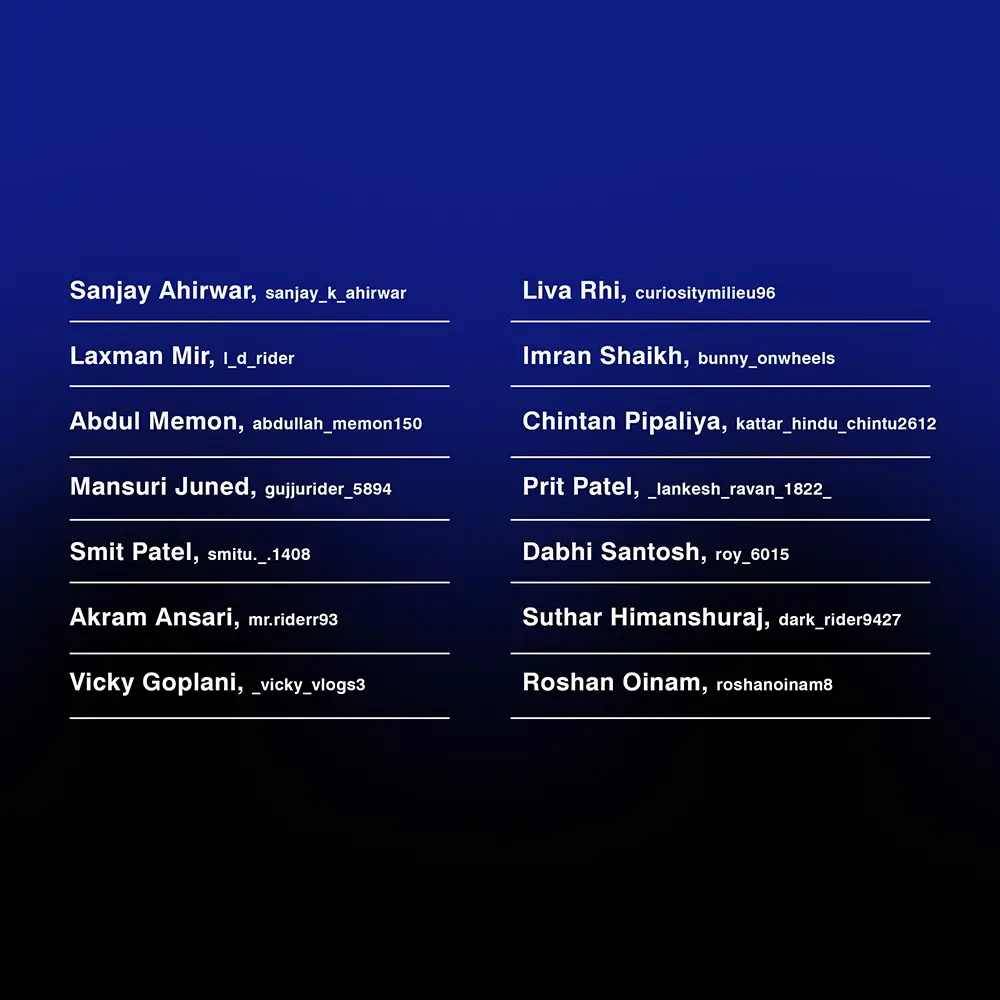 Sanjay Ahirwar, sanjay_k_ahirwar
Laxman Mir, l_d_rider
Abdul Memon, abdullah_memon150
Mansuri Juned, gujjurider_5894
Smit Patel, smitu._.1408
Akram Ansari, mr.riderr93
Vicky Goplani, _vicky_vlogs3
Liva Rhi, curiositymilieu96
Imran Shaikh, bunny_onwheels
Chintan Pipaliya, kattar_hindu_chintu2612
Prit Patel, _lankesh_ravan_1822_
Dabhi Santosh, roy_6015
Suthar Himanshuraj, dark_rider9427
Roshan Oinam, roshanoinam8